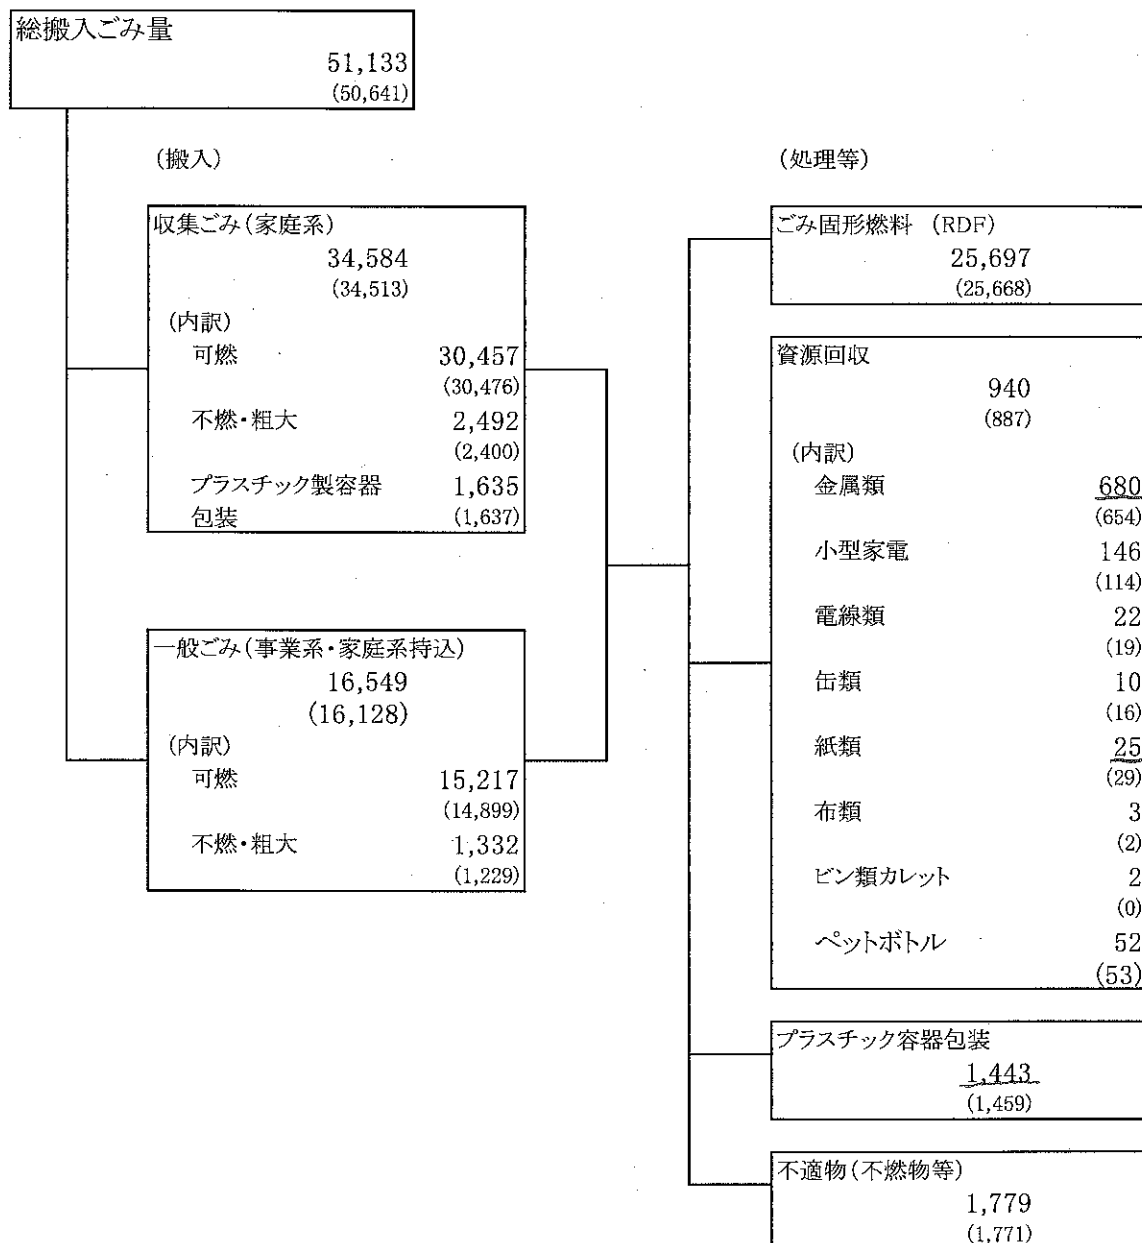 総搬入ごみ量
51,133
(50,641)
(搬入)
収集ごみ(家庭系)
34,584
(34,513)
(内訳)
可燃 30,457
(30,476)
不燃・粗大 2,492
(2,400)
プラスチック製容器 1,635
包装 (1,637)
一般ごみ(事業系・家庭系持込)
16,549
(16,128)
(内訳)
可燃 15,217
(14,899)
不燃・粗大 1,332
(1,229)
(処理等)
ごみ固形燃料 (RDF)
25,697
(25,668)
資源回収
940
(887)
(内訳)
金属類 680
(654)
小型家電 146
(114)
電線類 22
(19)
缶類 10
(16)
紙類 25
(29)
布類 3
(2)
ビン類カレット 2
(0)
ペットボトル 52
(53)
プラスチック容器包装
1,443
(1,459)
不適物(不燃物等)
1,779
(1,771)